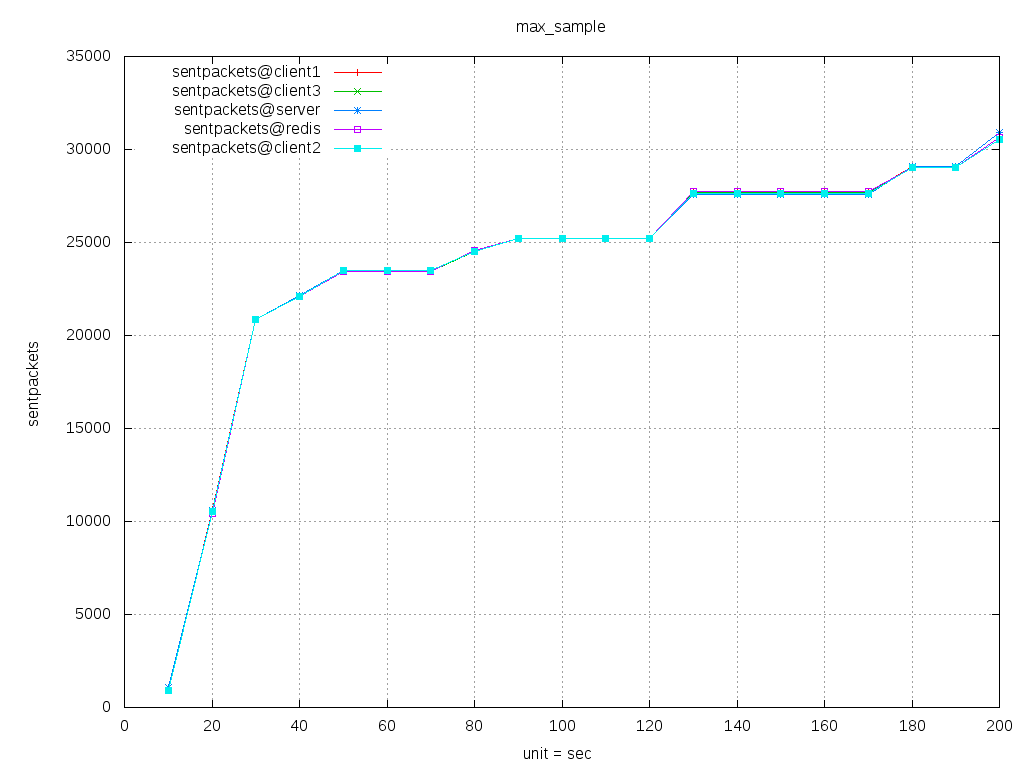 max_sample
35000
30000
25000
20000
15000
10000
5000
0
sentpackets@client1
sentpackets@client3
sentpackets@server
sentpackets@redis
sentpackets@client2
sentpackets
0 20 40 60 80 100 120 140 160 180 200
unit = sec